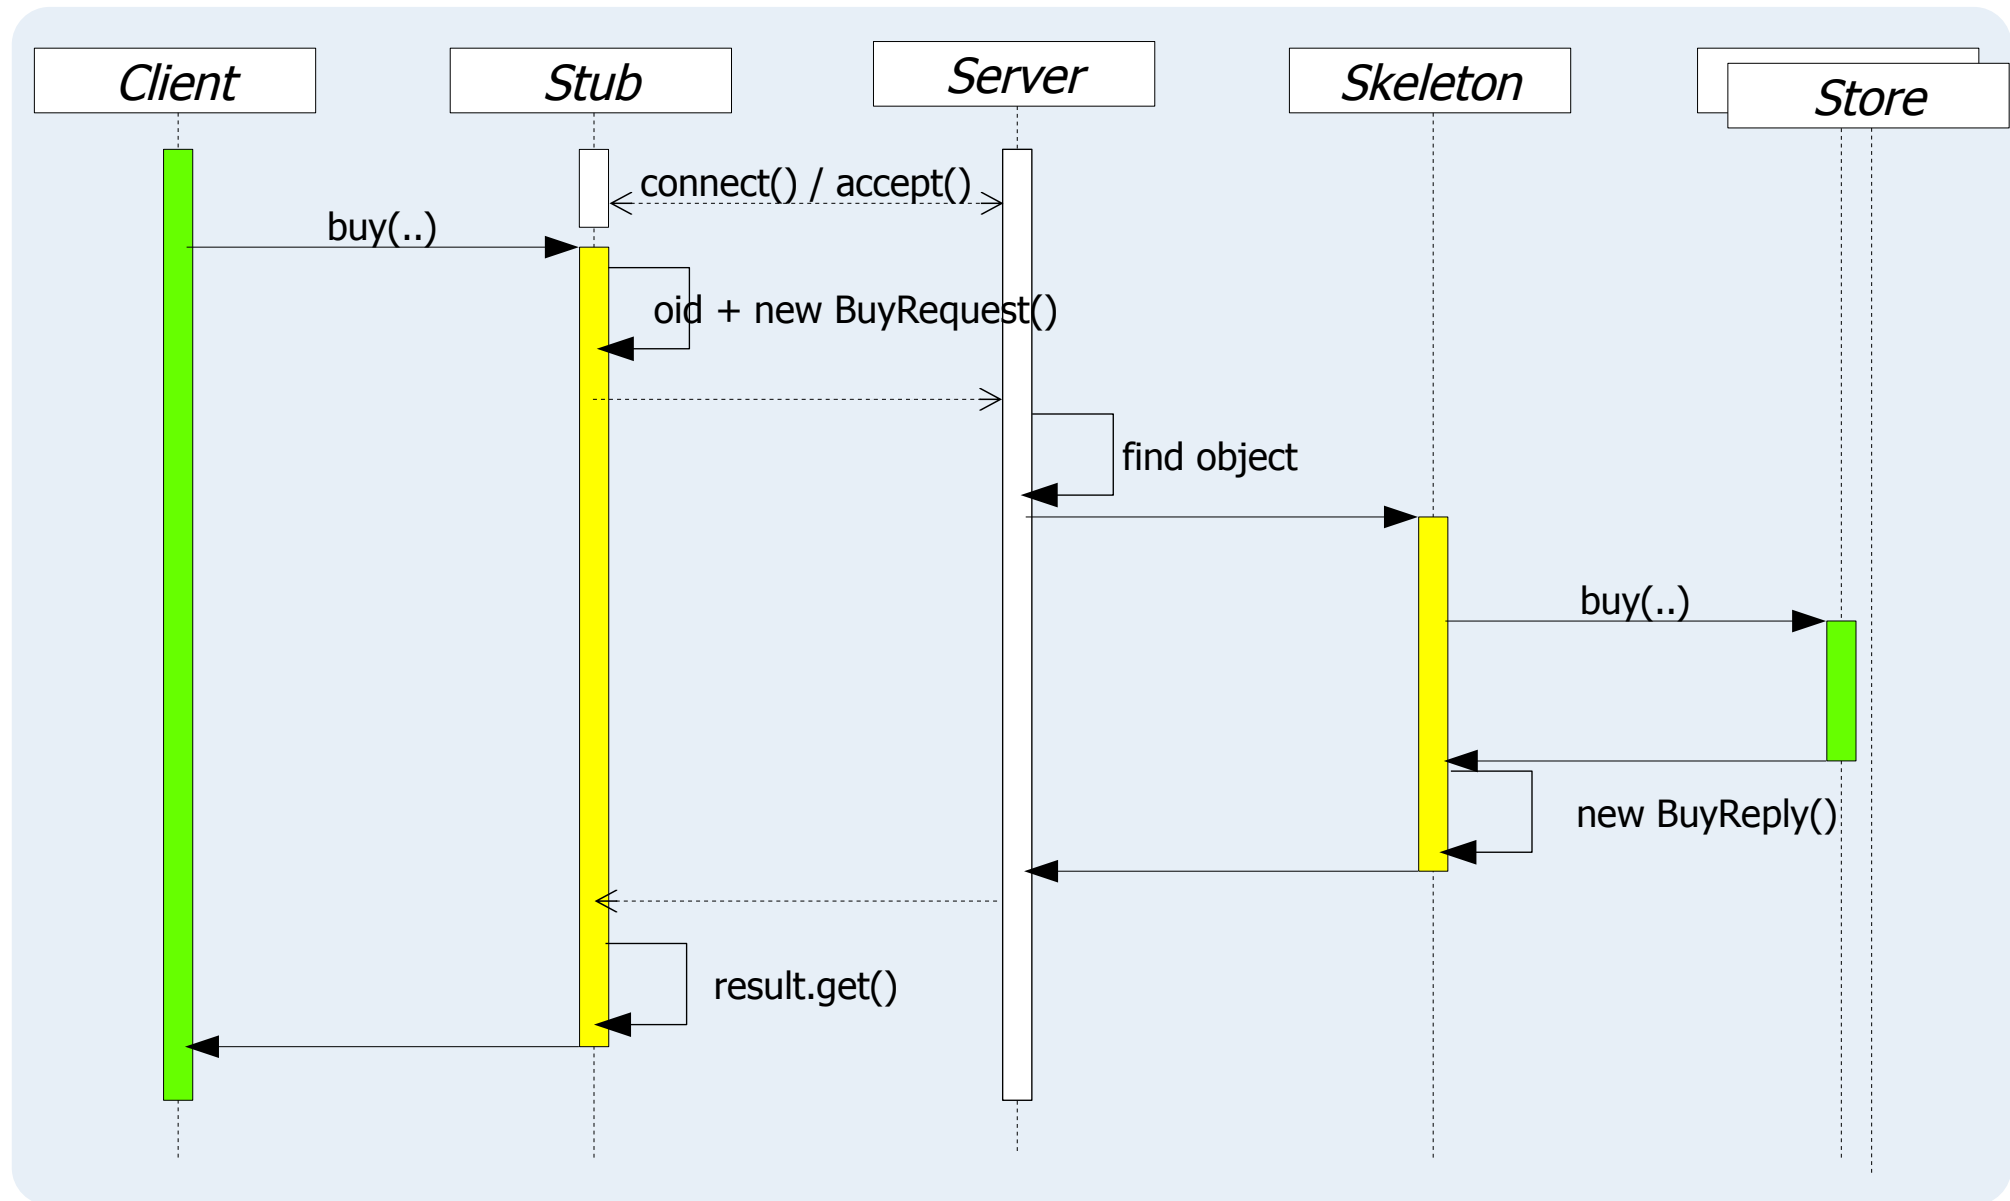 Client
Stub
Server
Skeleton
Store
connect() / accept()
buy(..)
oid + new BuyRequest()
find object
buy(..)
new BuyReply()
result.get()